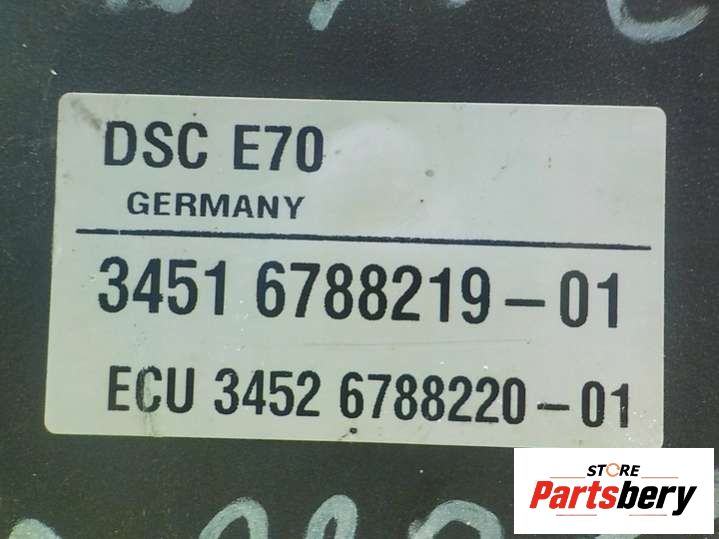 DSC E70
GERMANY
3451 6788219-01
ECU 3452 6788220-01
STORE
Partsbery